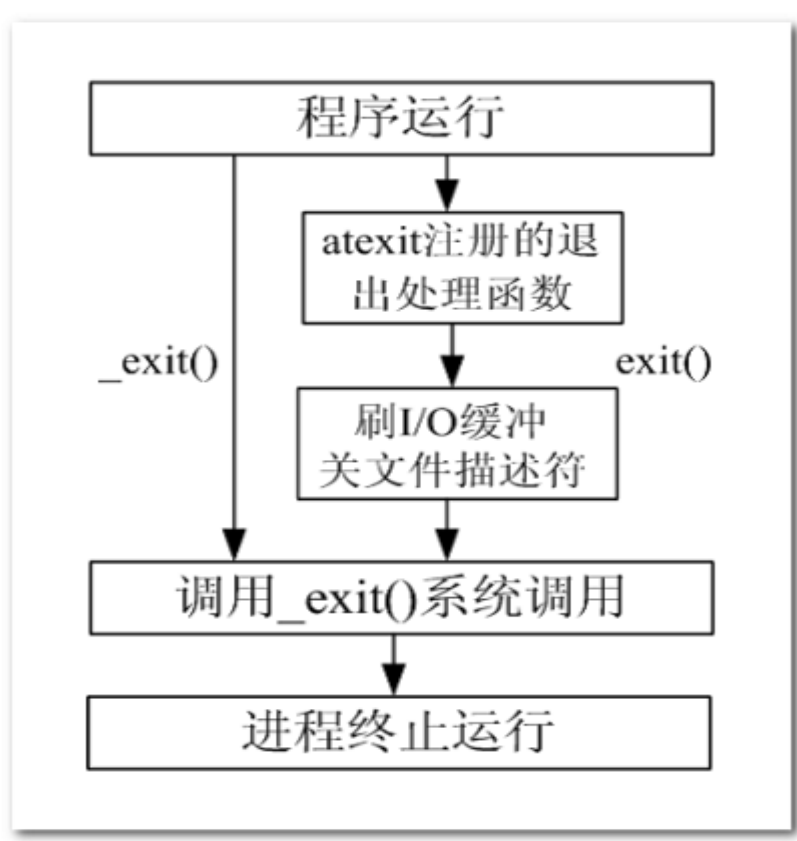 程序运行
atexit注册的退
出处理函数
_exit()
exit()
刷I/O缓冲
关文件描述符
调用_exit()系统调用
进程终止运行